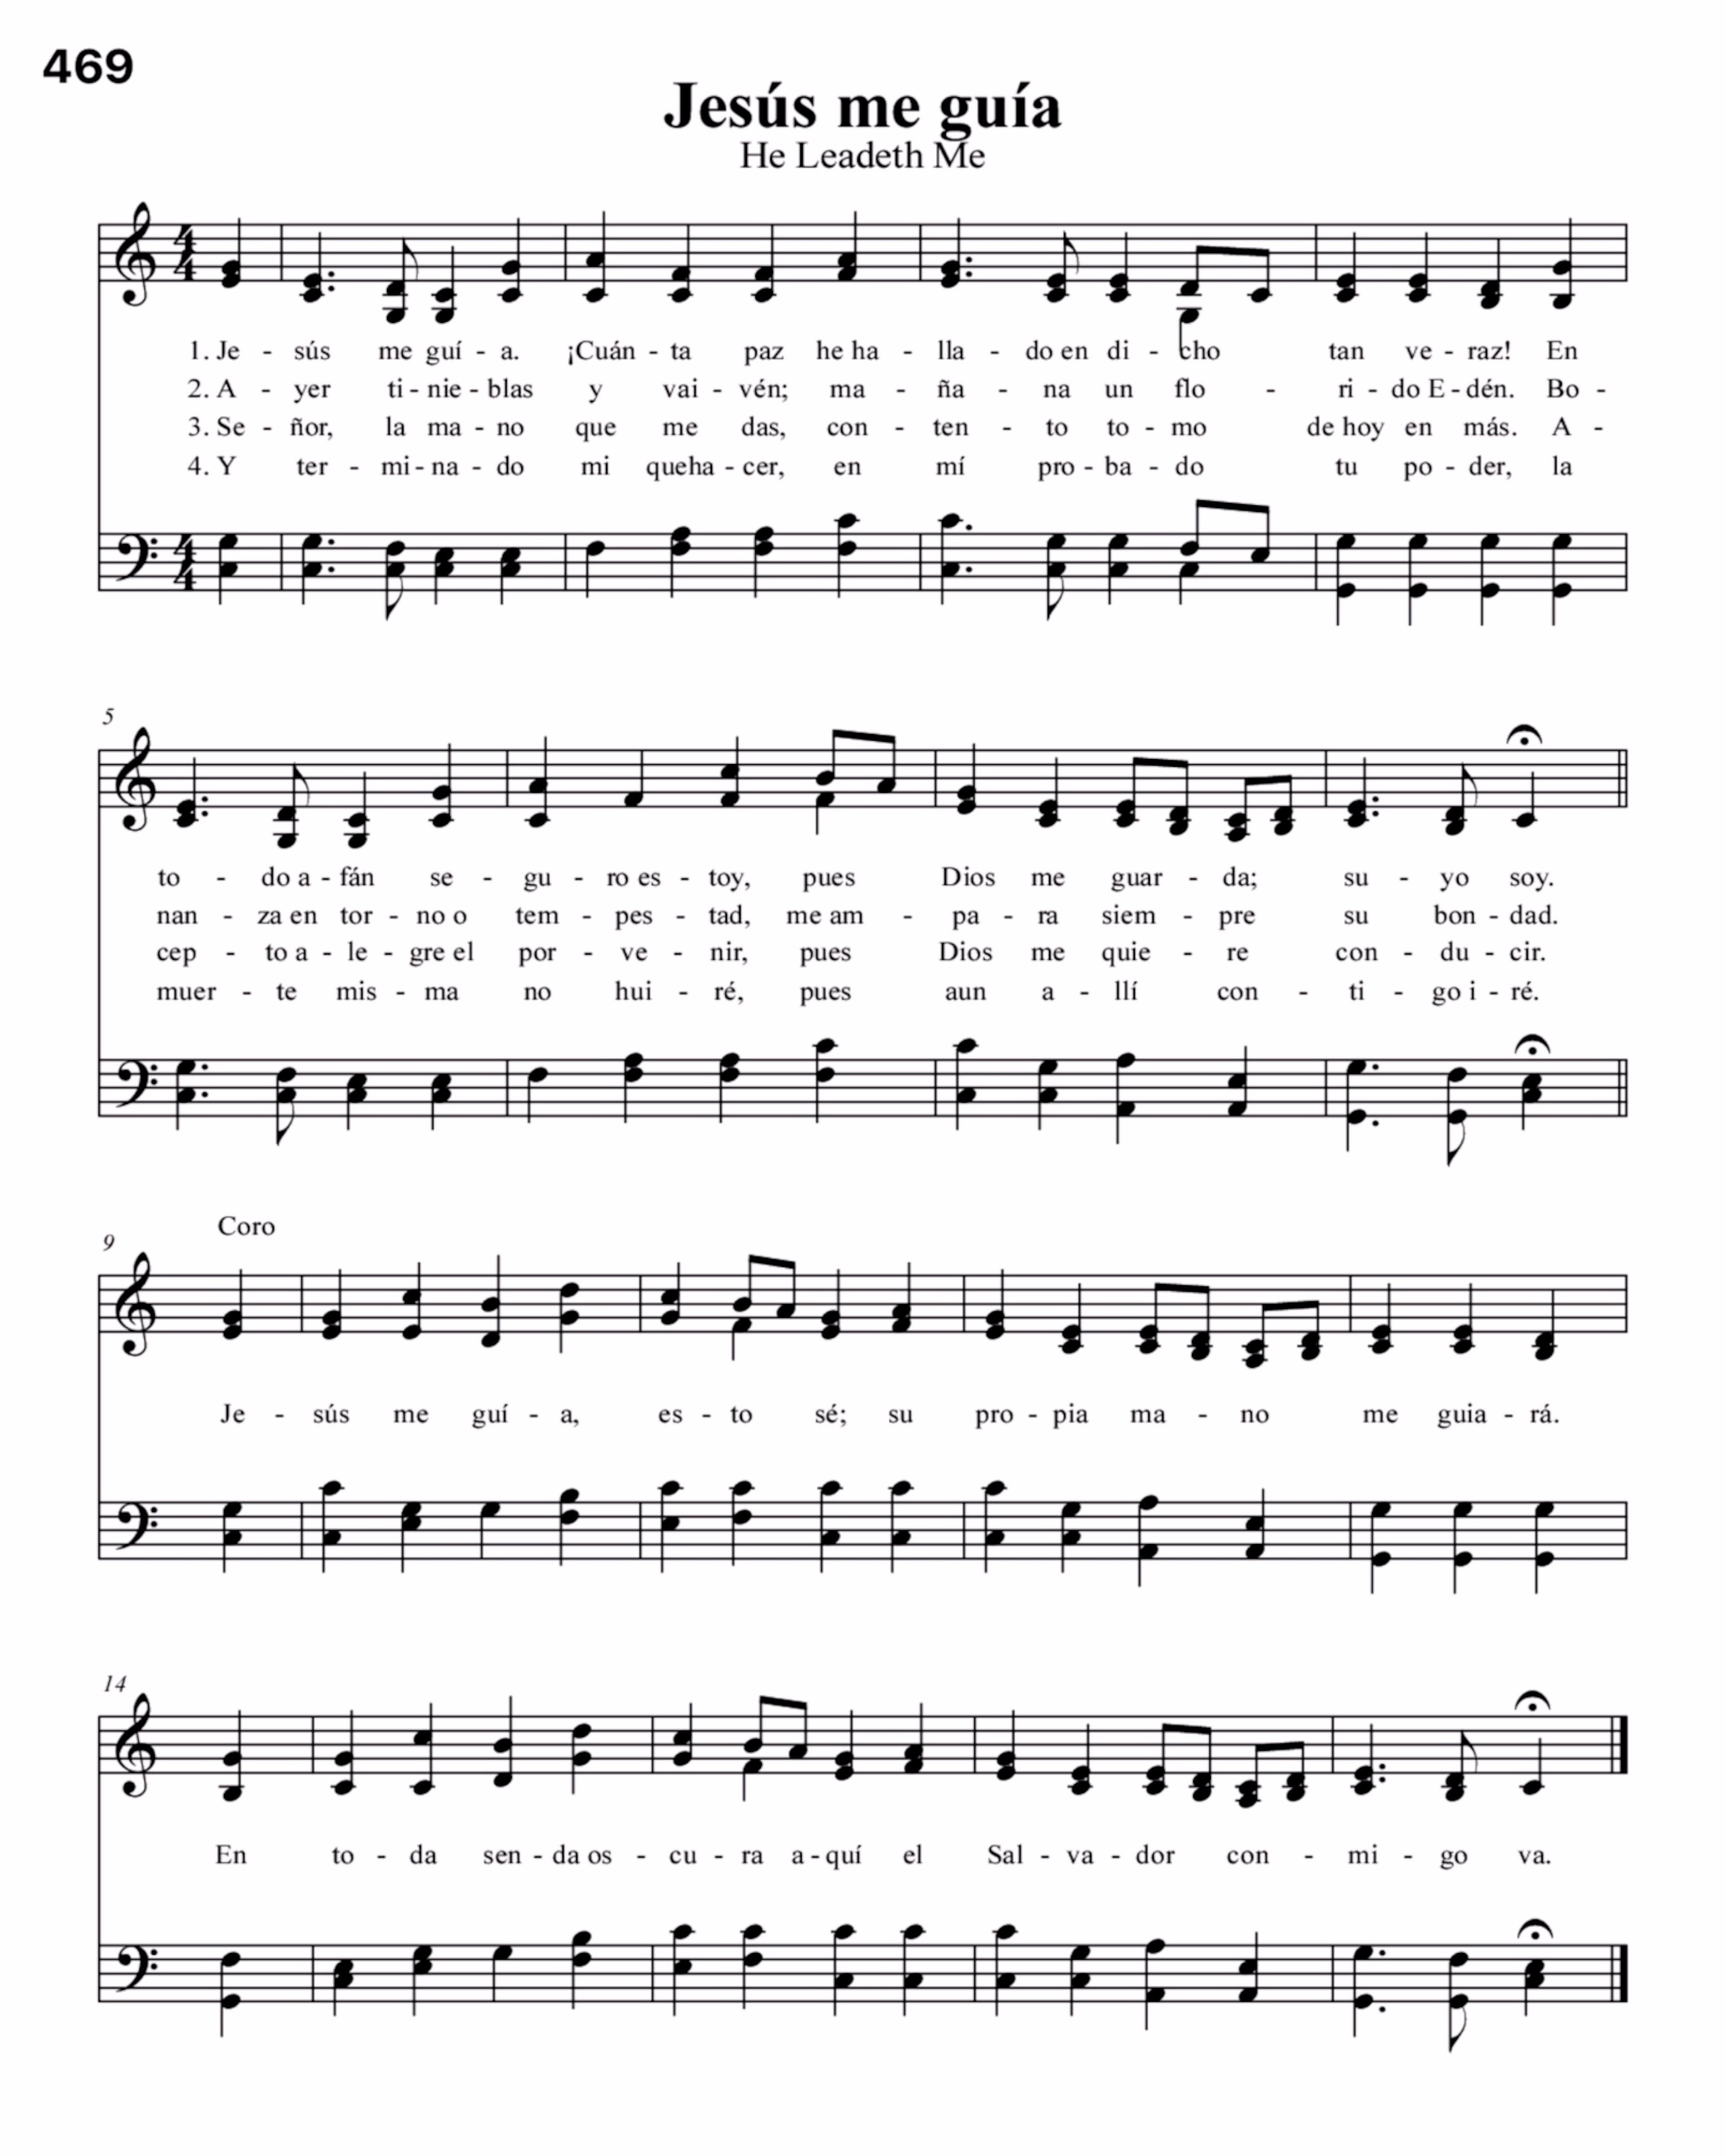 469
Jesús me guía
He Leadeth Me
1. Je - sús me guí - a. ¡Cuán - ta paz he ha - lla - do en di - cho tan ve - raz! En
2. A - yer ti - nie - blas y vai - vén; ma - ña - na un flo - ri - do E - dén. Bo -
3. Se - ñor, la ma - no que me das, con - ten - to to - mo de hoy en más. A -
4. Y ter - mi - na - do mi queha - cer, en mí pro - ba - do tu po - der, la
5
to - do a - fán se - gu - ro es - toy, pues Dios me guar - da; su - yo soy.
nan - za en tor - no o tem - pes - tad, me am - pa - ra siem - pre su bon - dad.
cep - to a - le - gre el por - ve - nir, pues Dios me quie - re con - du - cir.
muer - te mis - ma no hui - ré, pues aun a - llí con - ti - go i - ré.
Coro
9
Je - sús me guí - a, es - to sé; su pro - pia ma - no me guia - rá.
14
En to - da sen - da os - cu - ra a - quí el Sal - va - dor con - mi - go va.